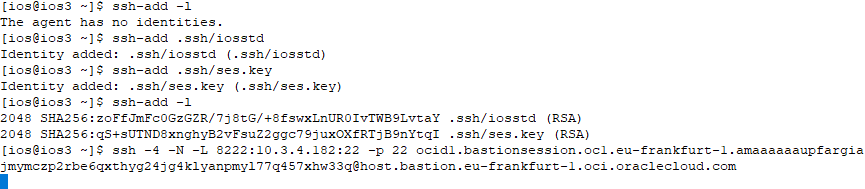 [ios@ios3 ~]$ ssh-add -l
The agent has no identities.
[ios@ios3 ~]$ ssh-add .ssh/iosstd
Identity added: .ssh/iosstd (.ssh/iosstd)
[ios@ios3 ~]$ ssh-add .ssh/ses.key
Identity added: .ssh/ses.key (.ssh/ses.key)
[ios@ios3 ~]$ ssh-add -l
2048 SHA256:zoFfJmFc0GzGZR/7j8tG/+8fswxLnUR0IvTWB9LvtaY .ssh/iosstd (RSA)
2048 SHA256:qS+sUTND8xnghyB2vFsuZ2ggc79juxOXfRTjB9nYtqI .ssh/ses.key (RSA)
[ios@ios3 ~]$ ssh -4 -N -L 8222:10.3.4.182:22 -p 22 ocid1.bastionsession.oc1.eu-frankfurt-1.amaaaaaaupfargia
jmymczp2rbe6qxthyg24jg4klyanpmyl77q457xhw33q@host.bastion.eu-frankfurt-1.oci.oraclecloud.com